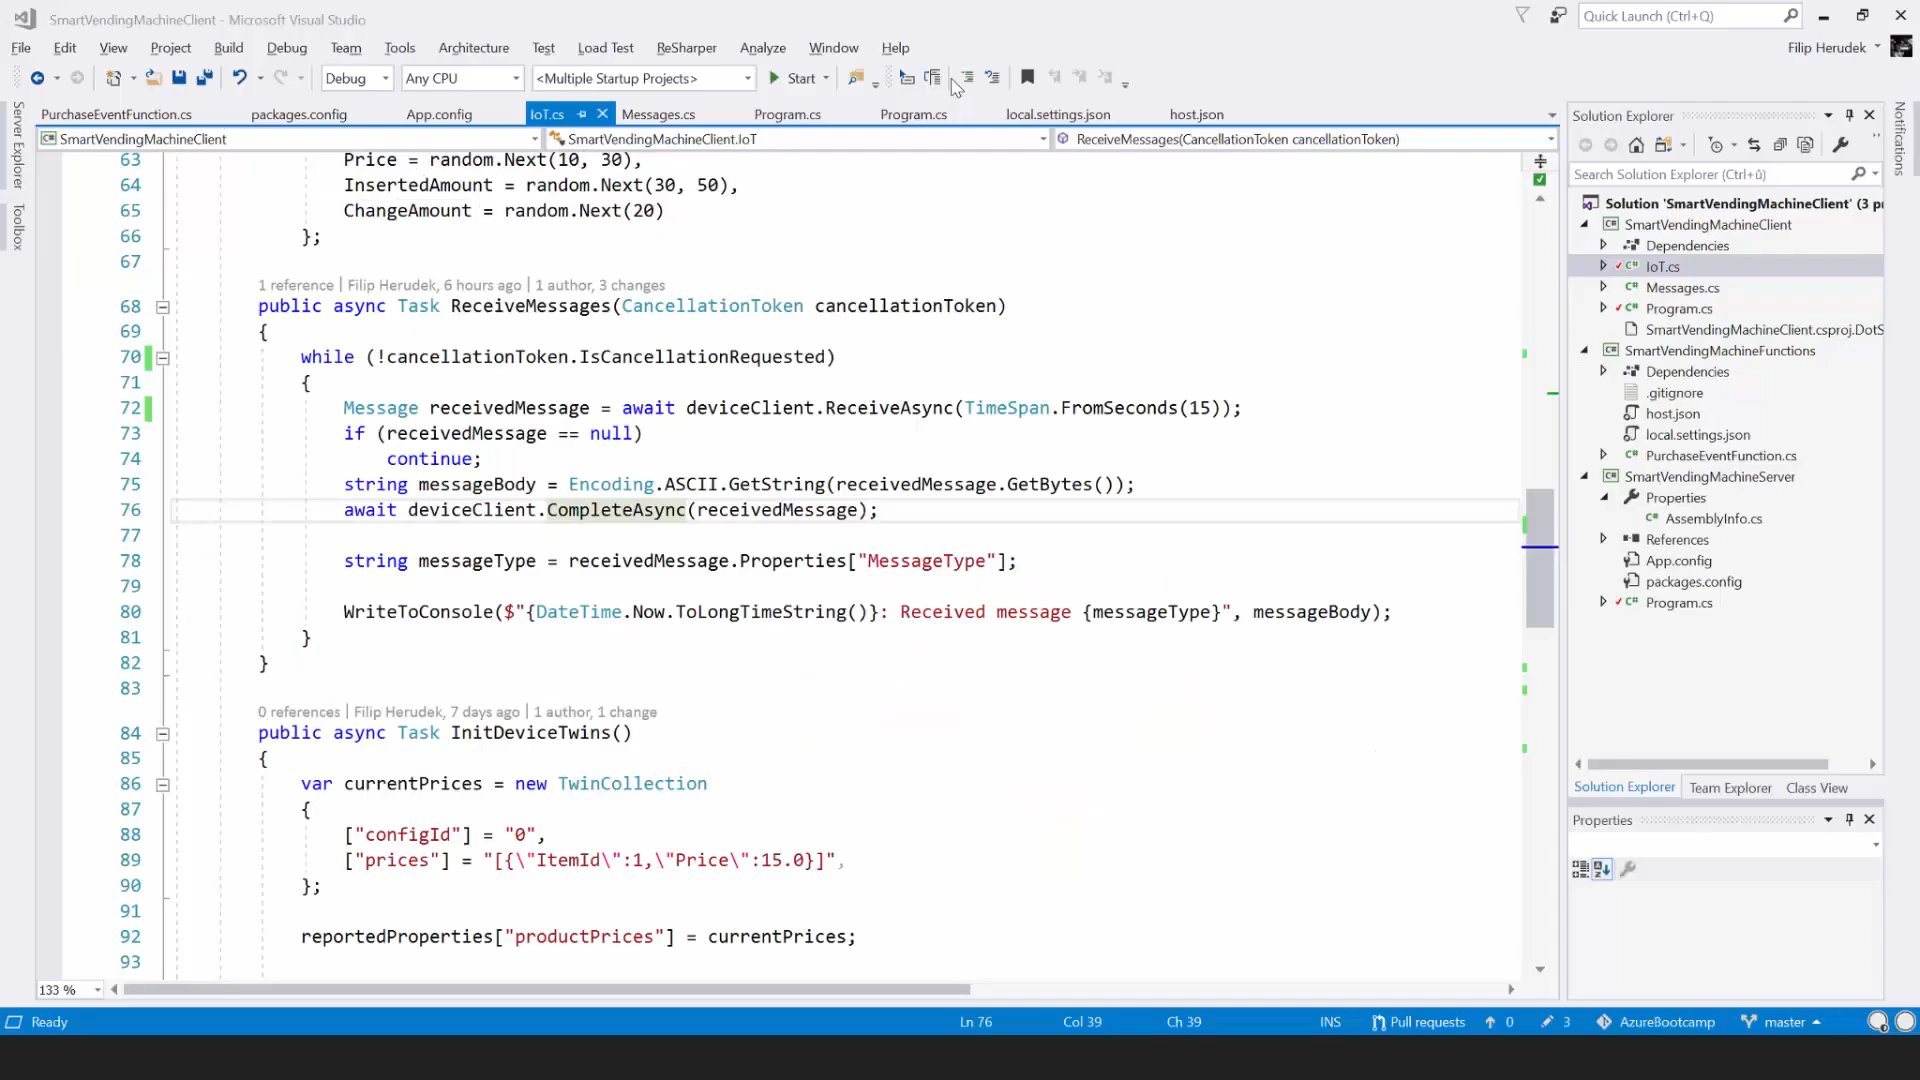 SmartVendingMachineClient - Microsoft Visual Studio
Quick Launch (Ctrl+Q)
File Edit View Project Build Debug Team Tools Architecture Test Load Test ReSharper Analyze Window Help
Filip Herudek
Debug Any CPU <Multiple Startup Projects> Start
PurchaseEventFunction.cs packages.config App.config IoT.cs Messages.cs Program.cs Program.cs local.settings.json host.json
SmartVendingMachineClient SmartVendingMachineClient.IoT ReceiveMessages(CancellationToken cancellationToken)
Server Explorer
Toolbox
63 Price = random.Next(10, 30),
64 InsertedAmount = random.Next(30, 50),
65 ChangeAmount = random.Next(20)
66 };
67
1 reference | Filip Herudek, 6 hours ago | 1 author, 3 changes
68 public async Task ReceiveMessages(CancellationToken cancellationToken)
69 {
70 while (!cancellationToken.IsCancellationRequested)
71 {
72 Message receivedMessage = await deviceClient.ReceiveAsync(TimeSpan.FromSeconds(15));
73 if (receivedMessage == null)
74 continue;
75 string messageBody = Encoding.ASCII.GetString(receivedMessage.GetBytes());
76 await deviceClient.CompleteAsync(receivedMessage);
77
78 string messageType = receivedMessage.Properties["MessageType"];
79
80 WriteToConsole($"{DateTime.Now.ToLongTimeString()}: Received message {messageType}", messageBody);
81 }
82 }
83
0 references | Filip Herudek, 7 days ago | 1 author, 1 change
84 public async Task InitDeviceTwins()
85 {
86 var currentPrices = new TwinCollection
87 {
88 ["configId"] = "0",
89 ["prices"] = "[{\"ItemId\":1,\"Price\":15.0}]",
90 };
91
92 reportedProperties["productPrices"] = currentPrices;
93
133 %
Solution Explorer
Search Solution Explorer (Ctrl+ů)
Solution 'SmartVendingMachineClient' (3 pr
SmartVendingMachineClient
Dependencies
IoT.cs
Messages.cs
Program.cs
SmartVendingMachineClient.csproj.DotS
SmartVendingMachineFunctions
Dependencies
.gitignore
host.json
local.settings.json
PurchaseEventFunction.cs
SmartVendingMachineServer
Properties
AssemblyInfo.cs
References
App.config
packages.config
Program.cs
Solution Explorer Team Explorer Class View
Properties
Notifications
Ready Ln 76 Col 39 Ch 39 INS Pull requests 0 3 AzureBootcamp master